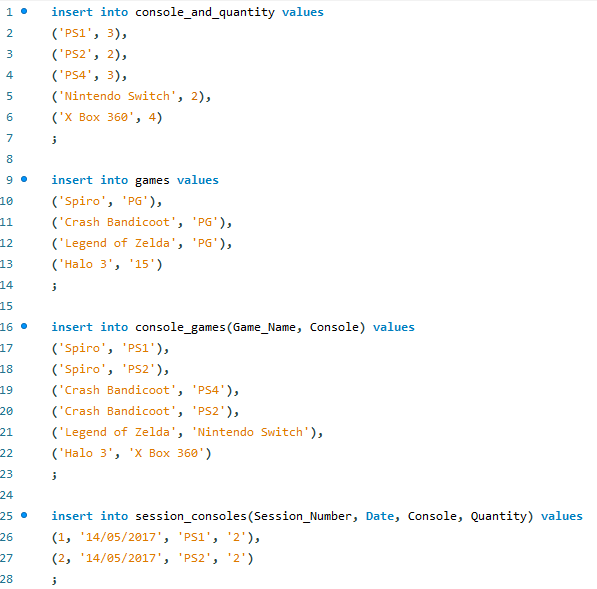 1 insert into console_and_quantity values
2 ('PS1', 3),
3 ('PS2', 2),
4 ('PS4', 3),
5 ('Nintendo Switch', 2),
6 ('X Box 360', 4)
7 ;
8
9 insert into games values
10 ('Spiro', 'PG'),
11 ('Crash Bandicoot', 'PG'),
12 ('Legend of Zelda', 'PG'),
13 ('Halo 3', '15')
14 ;
15
16 insert into console_games(Game_Name, Console) values
17 ('Spiro', 'PS1'),
18 ('Spiro', 'PS2'),
19 ('Crash Bandicoot', 'PS4'),
20 ('Crash Bandicoot', 'PS2'),
21 ('Legend of Zelda', 'Nintendo Switch'),
22 ('Halo 3', 'X Box 360')
23 ;
24
25 insert into session_consoles(Session_Number, Date, Console, Quantity) values
26 (1, '14/05/2017', 'PS1', '2'),
27 (2, '14/05/2017', 'PS2', '2')
28 ;